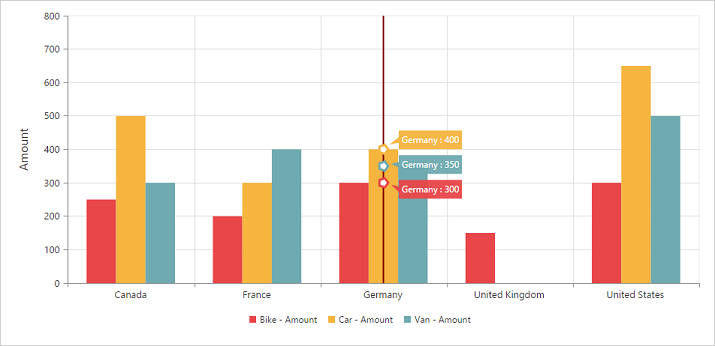 800
700
600
500
400
300
200
100
0
Amount
Germany : 400
Germany : 350
Germany : 300
Canada
France
Germany
United Kingdom
United States
Bike - Amount
Car - Amount
Van - Amount